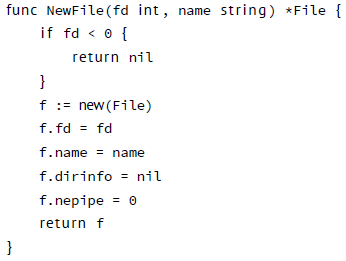 func NewFile(fd int, name string) *File {
    if fd < 0 {
        return nil
    }
    f := new(File)
    f.fd = fd
    f.name = name
    f.dirinfo = nil
    f.nepipe = 0
    return f
}